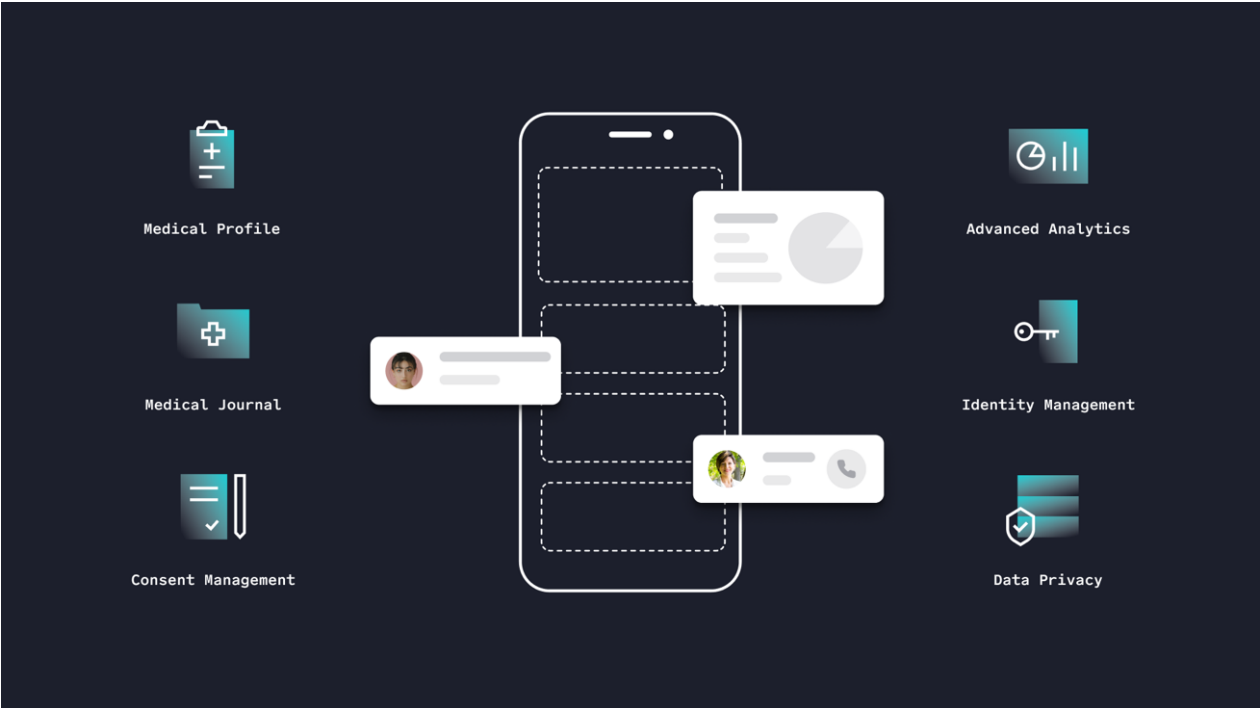 Medical Profile
Advanced Analytics
Medical Journal
Identity Management
Consent Management
Data Privacy